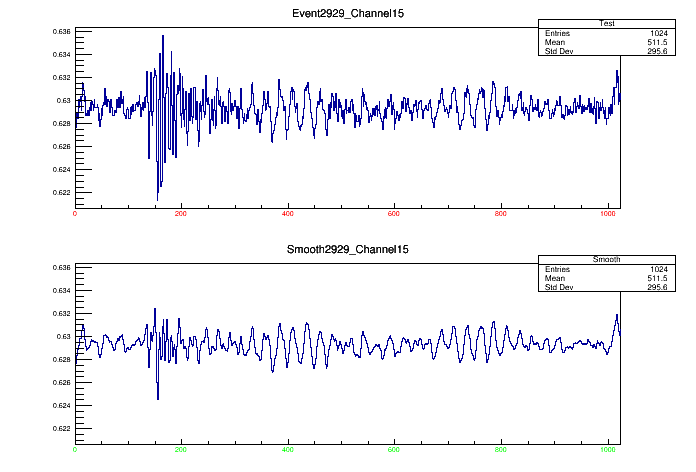 Event2929_Channel15
Test
Entries 1024
Mean 511.5
Std Dev 295.6
0.636
0.634
0.632
0.63
0.628
0.626
0.624
0.622
0 200 400 600 800 1000
Smooth2929_Channel15
Smooth
Entries 1024
Mean 511.5
Std Dev 295.6
0.636
0.634
0.632
0.63
0.628
0.626
0.624
0.622
0 200 400 600 800 1000